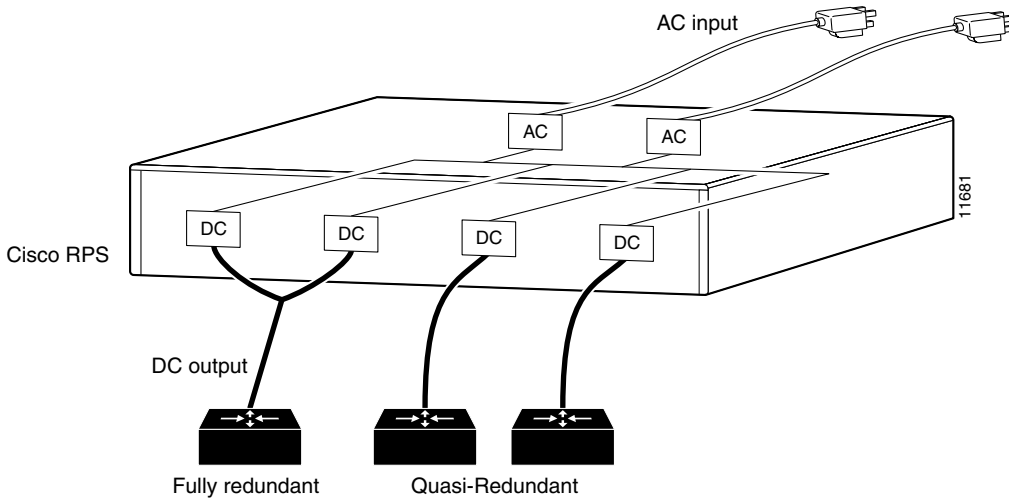 AC input
AC
AC
11681
DC
DC
DC
DC
Cisco RPS
DC output
Fully redundant
Quasi-Redundant